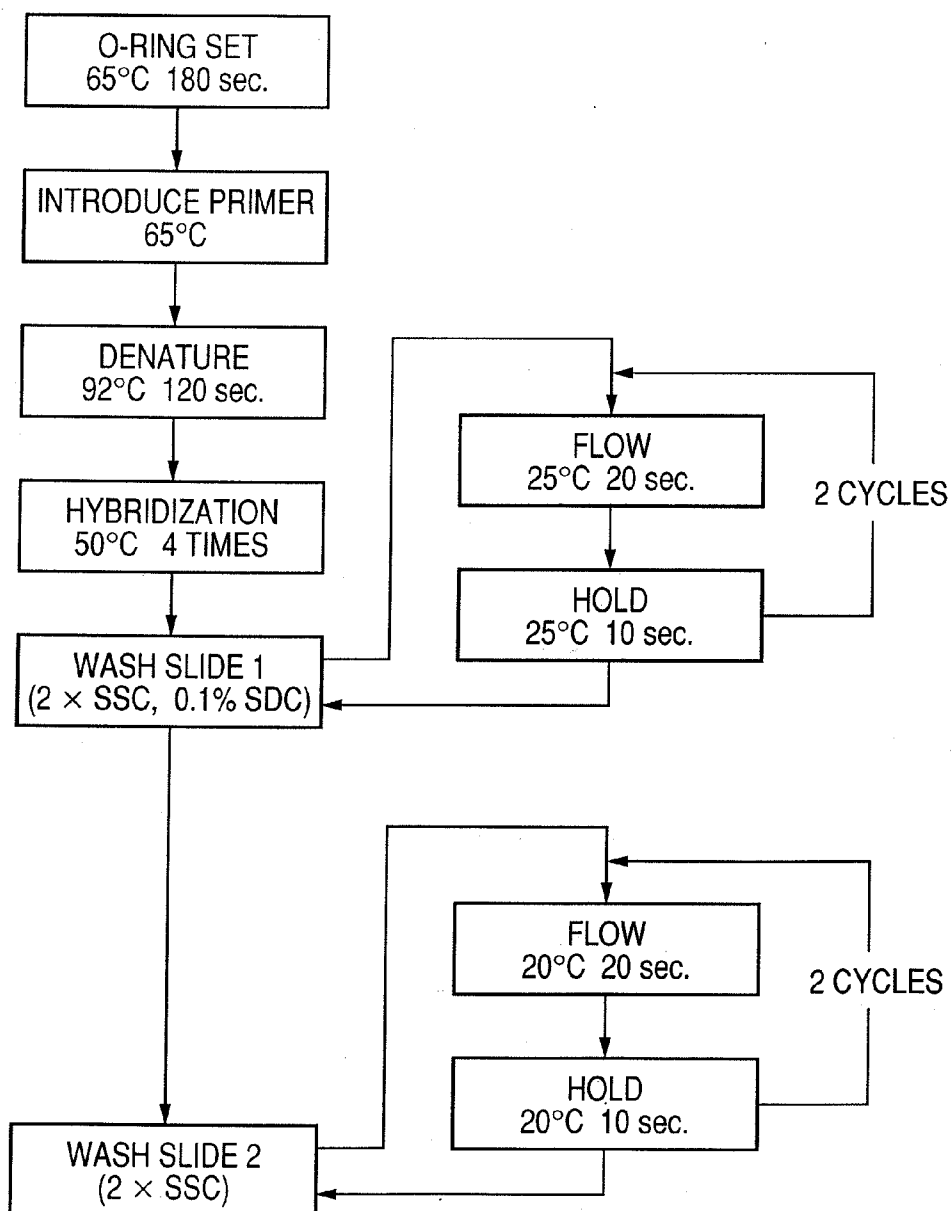 O-RING SET
65°C 180 sec.
INTRODUCE PRIMER
65°C
DENATURE
92°C 120 sec.
HYBRIDIZATION
50°C 4 TIMES
WASH SLIDE 1
(2 × SSC, 0.1% SDC)
FLOW
25°C 20 sec.
HOLD
25°C 10 sec.
2 CYCLES
WASH SLIDE 2
(2 × SSC)
FLOW
20°C 20 sec.
HOLD
20°C 10 sec.
2 CYCLES